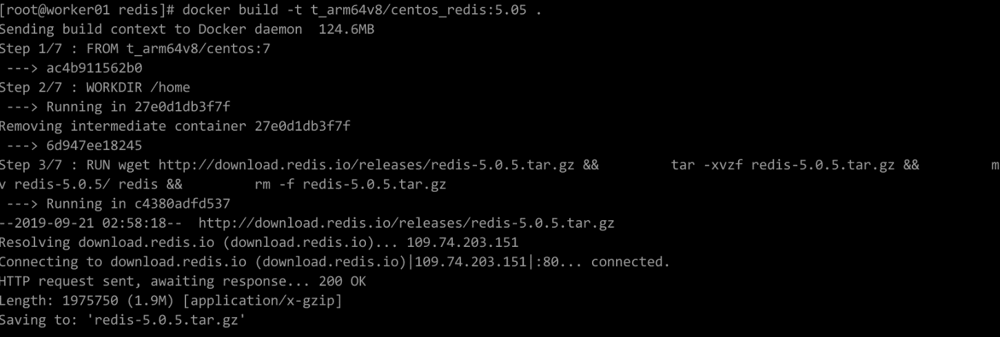 [root@worker01 redis]# docker build -t t_arm64v8/centos_redis:5.05 .
Sending build context to Docker daemon  124.6MB
Step 1/7 : FROM t_arm64v8/centos:7
 ---> ac4b911562b0
Step 2/7 : WORKDIR /home
 ---> Running in 27e0d1db3f7f
Removing intermediate container 27e0d1db3f7f
 ---> 6d947ee18245
Step 3/7 : RUN wget http://download.redis.io/releases/redis-5.0.5.tar.gz &&         tar -xvzf redis-5.0.5.tar.gz &&         m
v redis-5.0.5/ redis &&         rm -f redis-5.0.5.tar.gz
 ---> Running in c4380adfd537
--2019-09-21 02:58:18--  http://download.redis.io/releases/redis-5.0.5.tar.gz
Resolving download.redis.io (download.redis.io)... 109.74.203.151
Connecting to download.redis.io (download.redis.io)|109.74.203.151|:80... connected.
HTTP request sent, awaiting response... 200 OK
Length: 1975750 (1.9M) [application/x-gzip]
Saving to: 'redis-5.0.5.tar.gz'